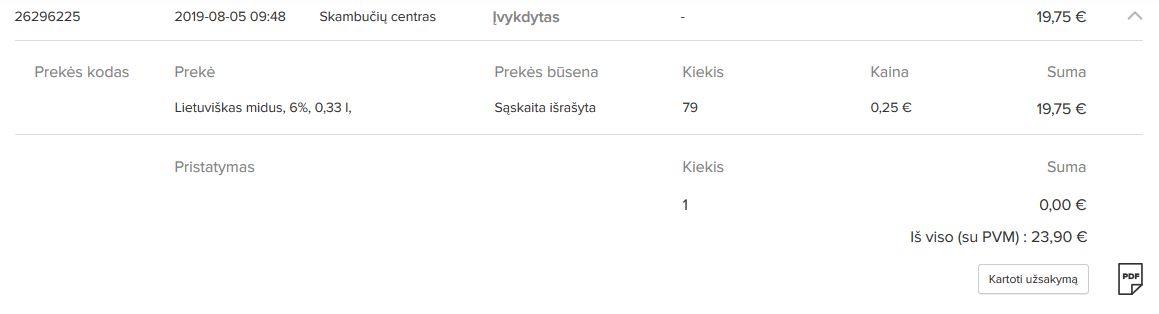 26296225 2019-08-05 09:48 Skambučių centras Įvykdytas - 19,75 €
Prekės kodas Prekė Prekės būsena Kiekis Kaina Suma
Lietuviškas midus, 6%, 0,33 l, Sąskaita išrašyta 79 0,25 € 19,75 €
Pristatymas Kiekis Suma
1 0,00 €
Iš viso (su PVM) : 23,90 €
Kartoti užsakymą PDF